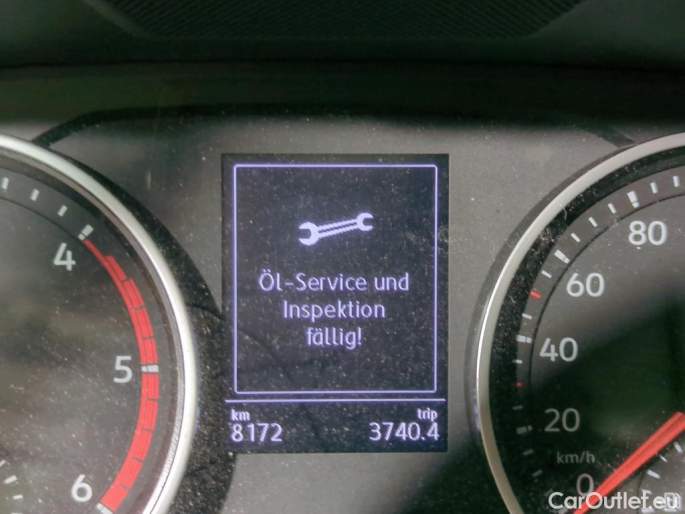 Öl-Service und
Inspektion
fällig!
km
trip
8172
3740.4
4
5
6
80
60
40
20
0
km/h
CarOutlet.eu